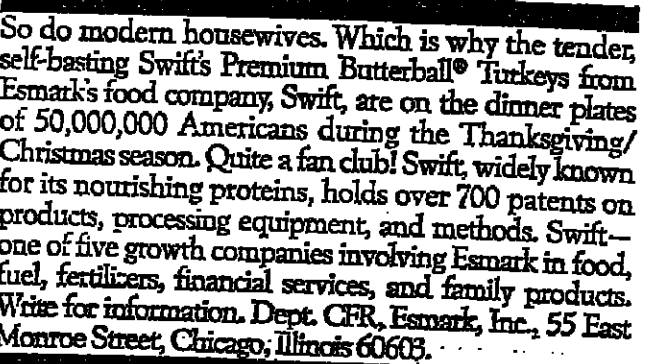 So do modern housewives. Which is why the tender,
self-basting Swift's Premium Butterball® Turkeys from
Esmark's food company, Swift, are on the dinner plates
of 50,000,000 Americans during the Thanksgiving/
Christmas season. Quite a fan club! Swift, widely known
for its nourishing proteins, holds over 700 patents on
products, processing equipment, and methods. Swift—
one of five growth companies involving Esmark in food,
fuel, fertilizers, financial services, and family products.
Write for information. Dept. CFR, Esmark, Inc., 55 East
Monroe Street, Chicago, Illinois 60603.